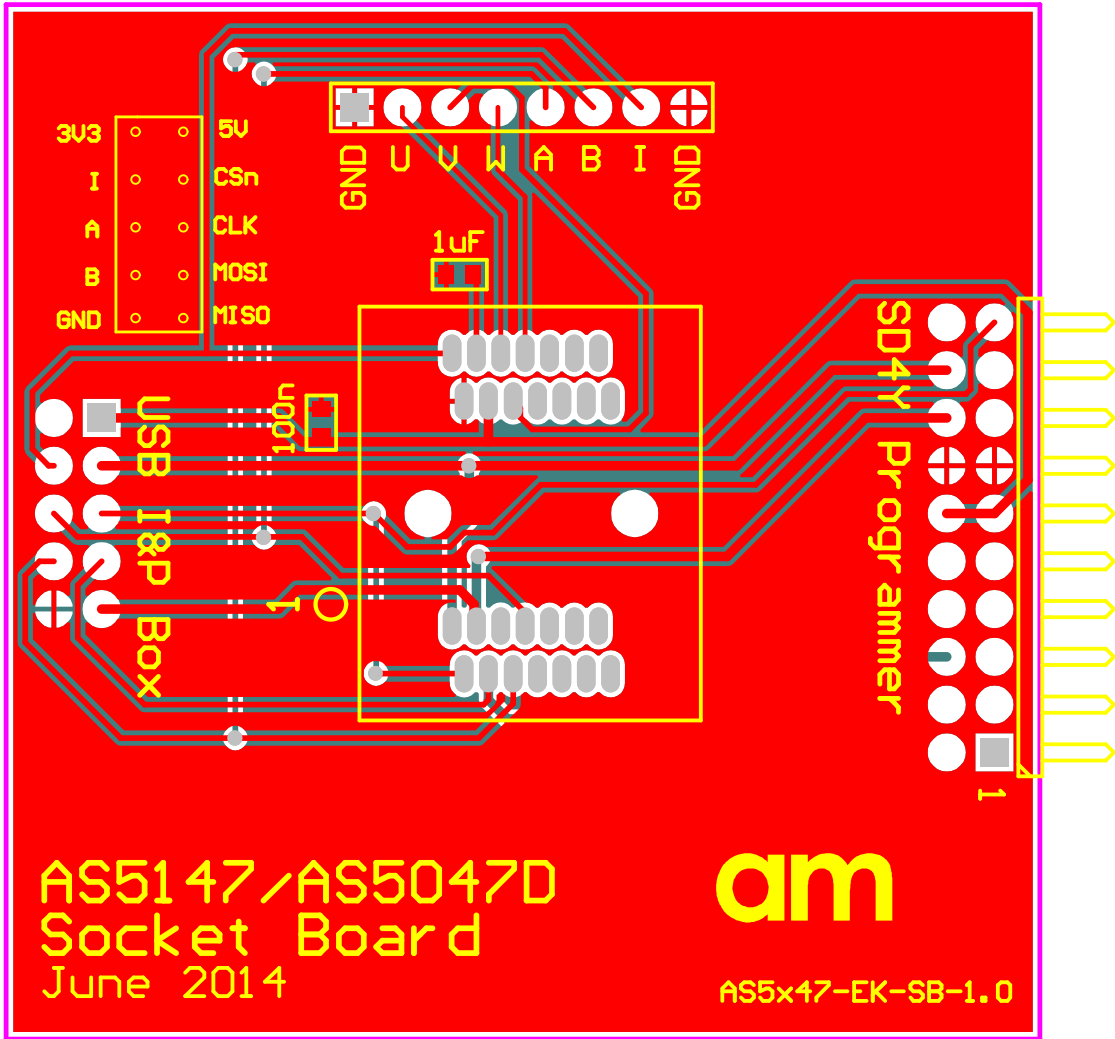 3V3 5V
I CSn
A CLK
B MOSI
GND MISO
GND U V W A B I GND
1uF
100n
USB I&P Box
1
SD4Y Programmer
1
AS5147/AS5047D
Socket Board
June 2014
am
AS5x47-EK-SB-1.0